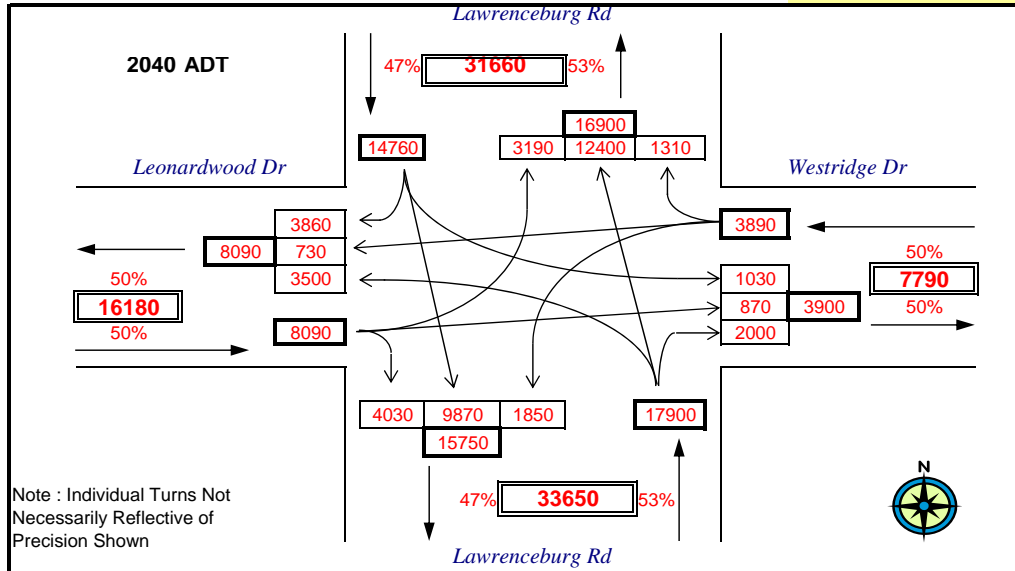 Lawrenceburg Rd
2040 ADT
47% 31660 53%
16900
14760 3190 12400 1310
Leonardwood Dr Westridge Dr
3860 3890
8090 730
50% 3500 1030 50%
16180 870 3900 7790
50% 8090 2000 50%
4030 9870 1850 17900
15750
N
Note : Individual Turns Not
Necessarily Reflective of
Precision Shown
47% 33650 53%
Lawrenceburg Rd